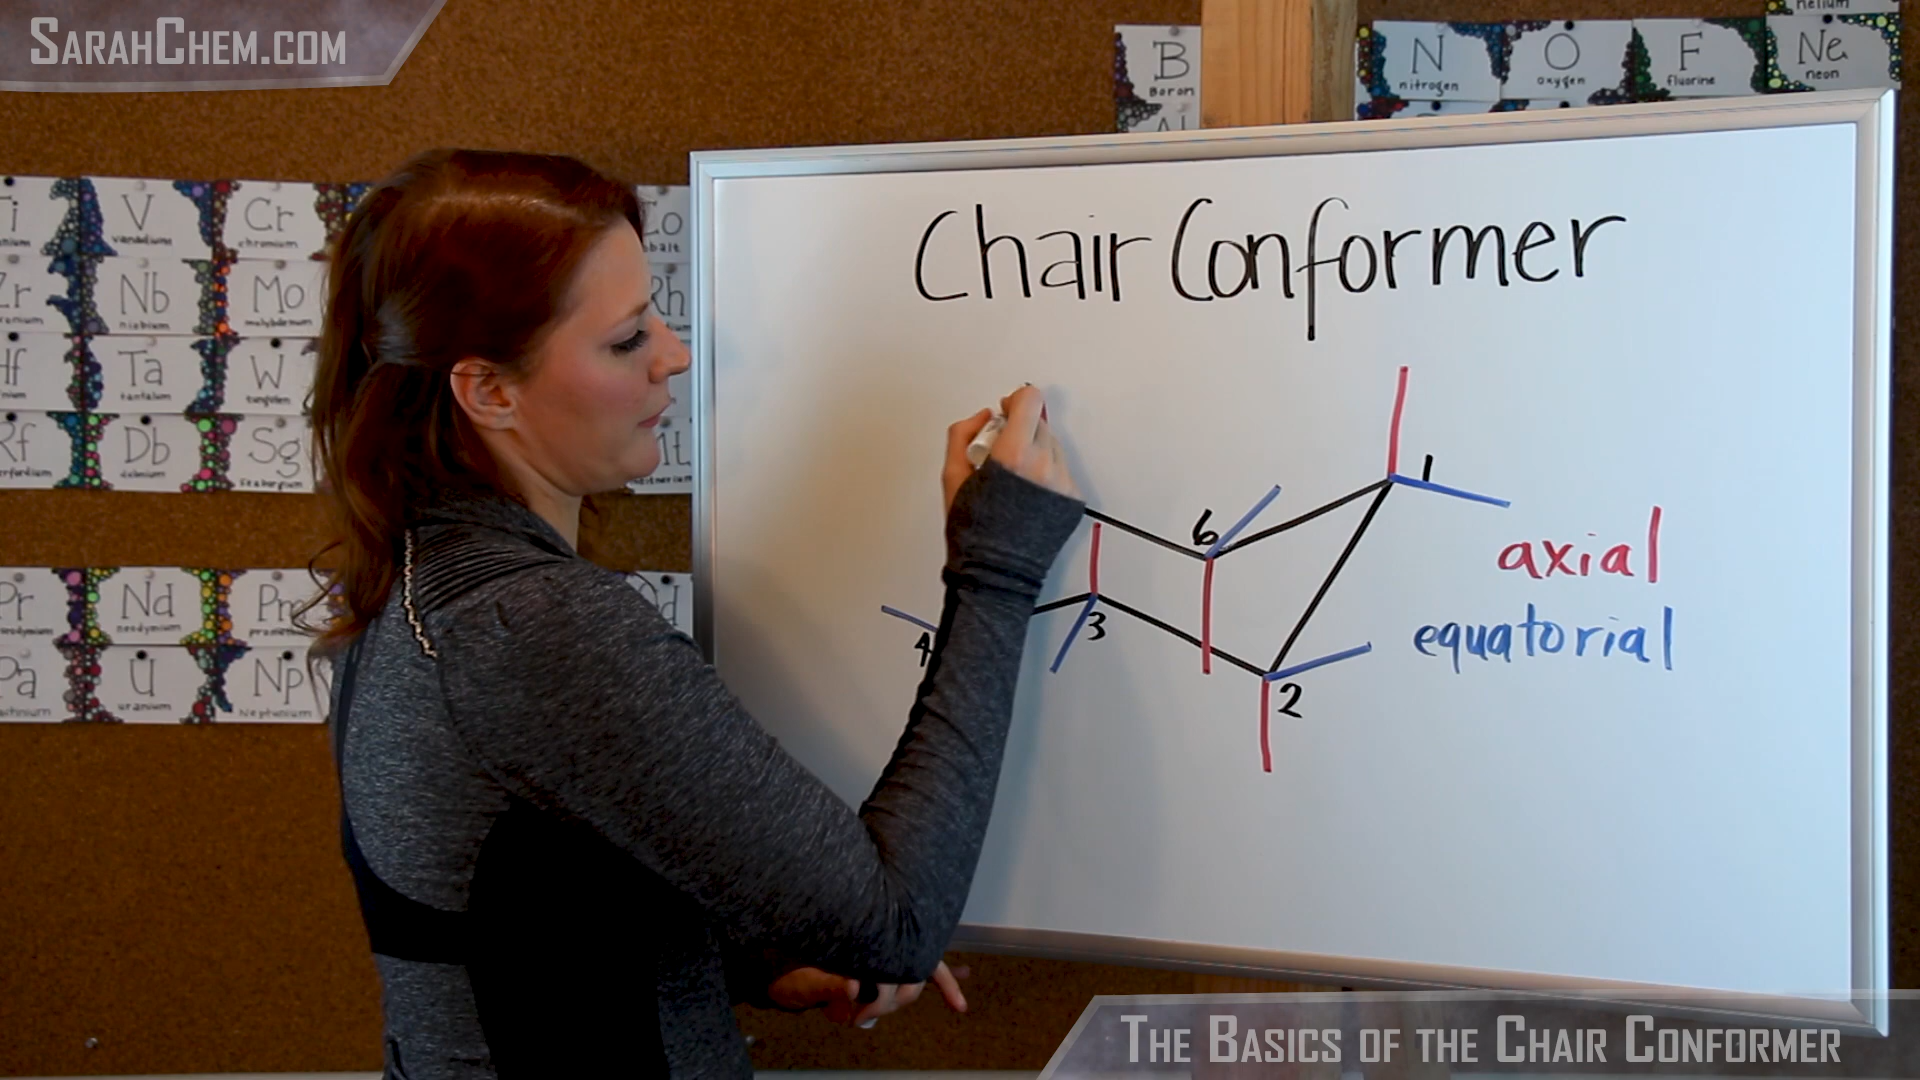 SARAHCHEM.COM
helium
B
Boron
Al
N
nitrogen
O
oxygen
F
fluorine
Ne
neon
V
vanadium
Cr
chromium
Nb
niobium
Mo
molybdenum
Ta
tantalum
W
tungsten
Db
dubnium
Sg
Seaborgium
Nd
neodymium
U
uranium
Np
Neptunium
Chair Conformer
1
6
axial
3
equatorial
4
2
THE BASICS OF THE CHAIR CONFORMER